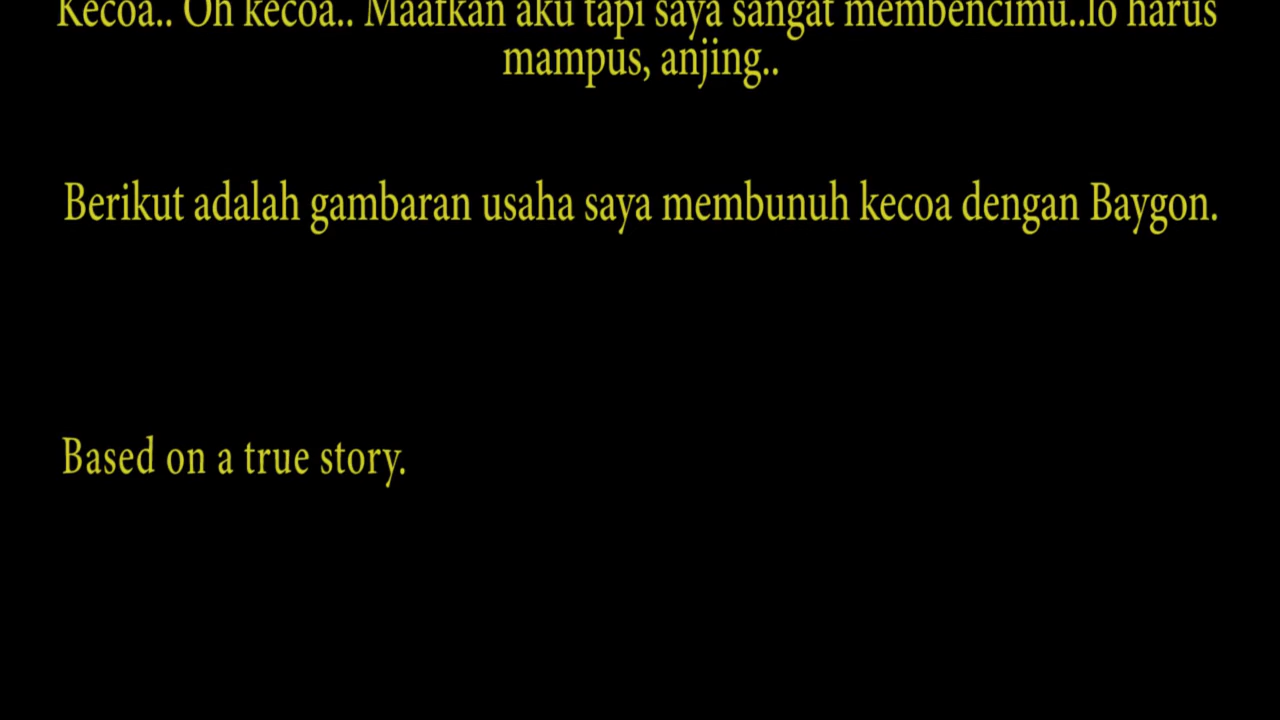 Kecoa.. Oh kecoa.. Maafkan aku tapi saya sangat membencimu..lo harus
mampus, anjing..
Berikut adalah gambaran usaha saya membunuh kecoa dengan Baygon.
Based on a true story.